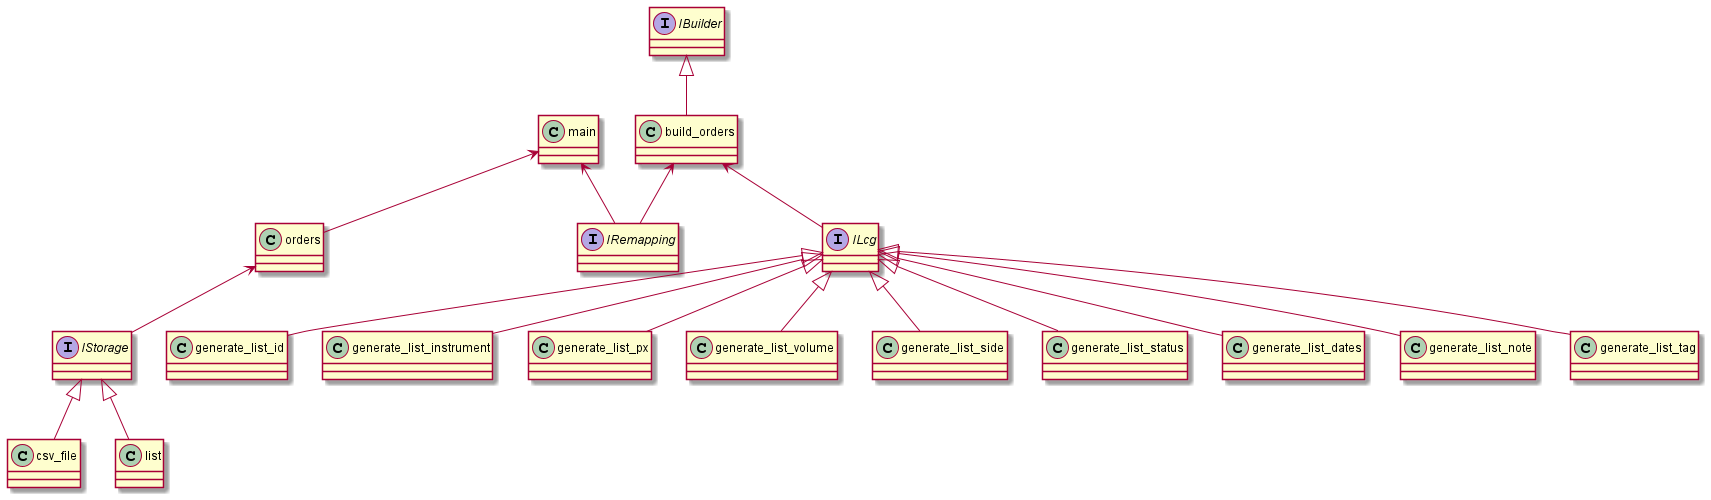 I IBuilder
C main
C build_orders
C orders
I IRemapping
I ILcg
I IStorage
C generate_list_id
C generate_list_instrument
C generate_list_px
C generate_list_volume
C generate_list_side
C generate_list_status
C generate_list_dates
C generate_list_note
C generate_list_tag
C csv_file
C list